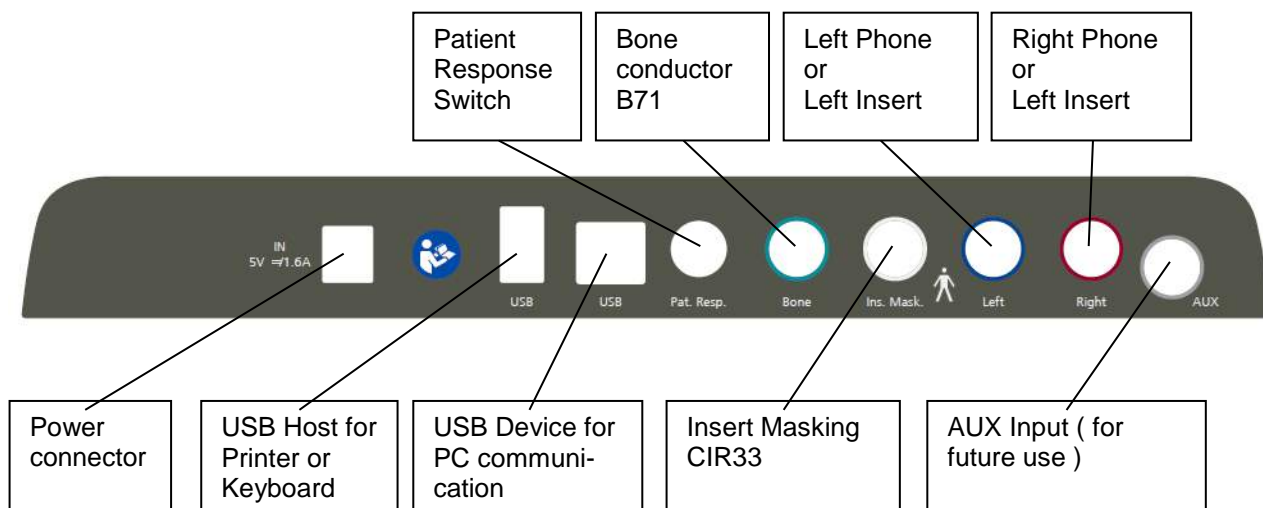 Patient
Response
Switch
Bone
conductor
B71
Left Phone
or
Left Insert
Right Phone
or
Left Insert
IN
5V ⎓/1.6A
USB
USB
Pat. Resp.
Bone
Ins. Mask.
Left
Right
AUX
Power
connector
USB Host for
Printer or
Keyboard
USB Device for
PC communi-
cation
Insert Masking
CIR33
AUX Input ( for
future use )